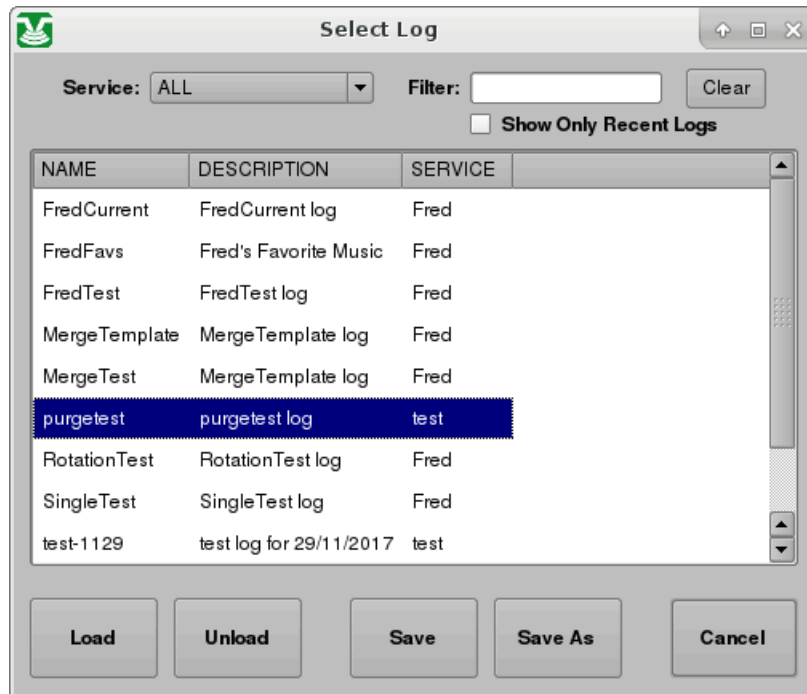 Select Log
Service: ALL Filter: Clear
Show Only Recent Logs
NAME DESCRIPTION SERVICE
FredCurrent FredCurrent log Fred
FredFavs Fred's Favorite Music Fred
FredTest FredTest log Fred
MergeTemplate MergeTemplate log Fred
MergeTest MergeTemplate log Fred
purgetest purgetest log test
RotationTest RotationTest log Fred
SingleTest SingleTest log Fred
test-1129 test log for 29/11/2017 test
Load Unload Save Save As Cancel